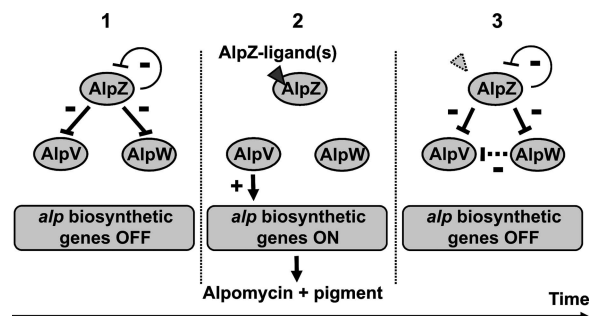 1
2
3
AlpZ-ligand(s)
-
AlpZ
-
-
AlpV
AlpW
alp biosynthetic
genes OFF
AlpZ
AlpV
AlpW
+
alp biosynthetic
genes ON
Alpomycin + pigment
-
AlpZ
-
-
AlpV
AlpW
-
alp biosynthetic
genes OFF
Time